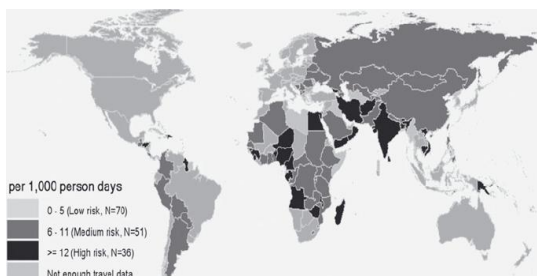 per 1,000 person days
0 - 5 (Low risk, N=70)
6 - 11 (Medium risk, N=51)
>= 12 (High risk, N=36)
Not enough travel data